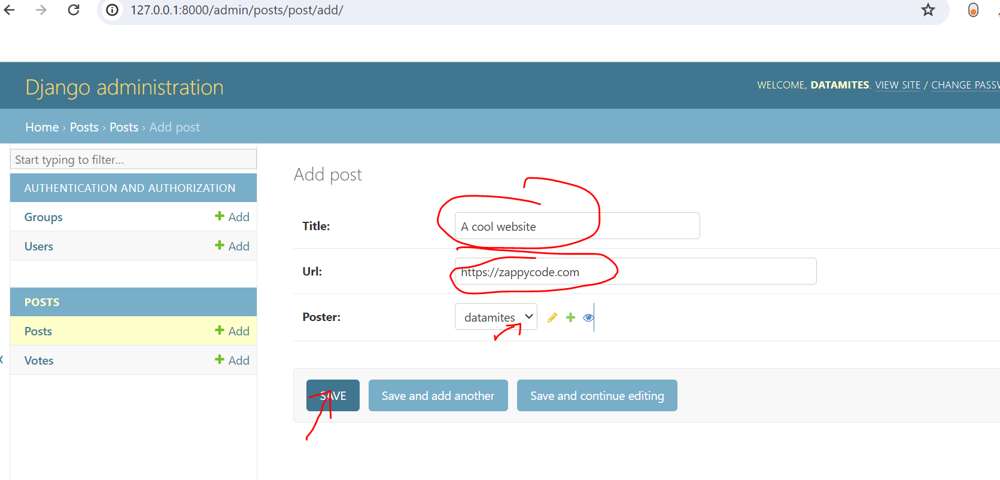 127.0.0.1:8000/admin/posts/post/add/
Django administration
WELCOME, DATAMITES. VIEW SITE / CHANGE PASSW
Home › Posts › Posts › Add post
Start typing to filter...
AUTHENTICATION AND AUTHORIZATION
Groups + Add
Users + Add
POSTS
Posts + Add
Votes + Add
Add post
Title: A cool website
Url: https://zappycode.com
Poster: datamites
SAVE Save and add another Save and continue editing